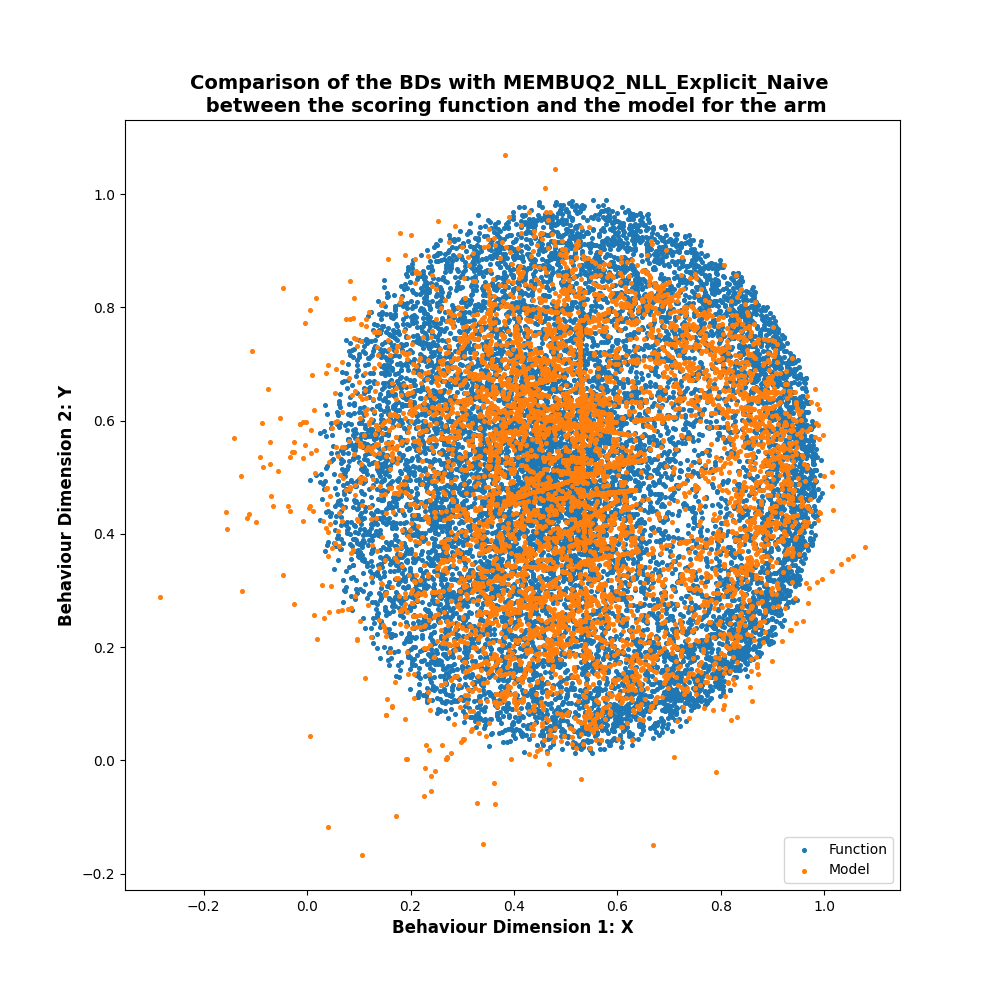 Comparison of the BDs with MEMBUQ2_NLL_Explicit_Naive
between the scoring function and the model for the arm
Behaviour Dimension 2: Y
1.0
0.8
0.6
0.4
0.2
0.0
−0.2
Function
Model
−0.2 0.0 0.2 0.4 0.6 0.8 1.0
Behaviour Dimension 1: X